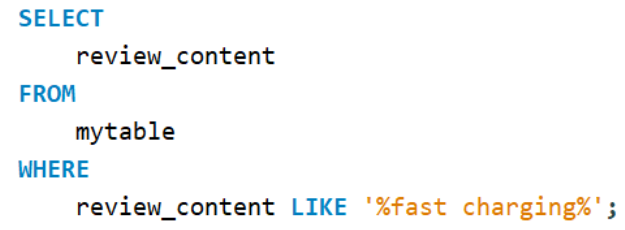 SELECT
review_content
FROM
mytable
WHERE
review_content LIKE '%fast charging%';